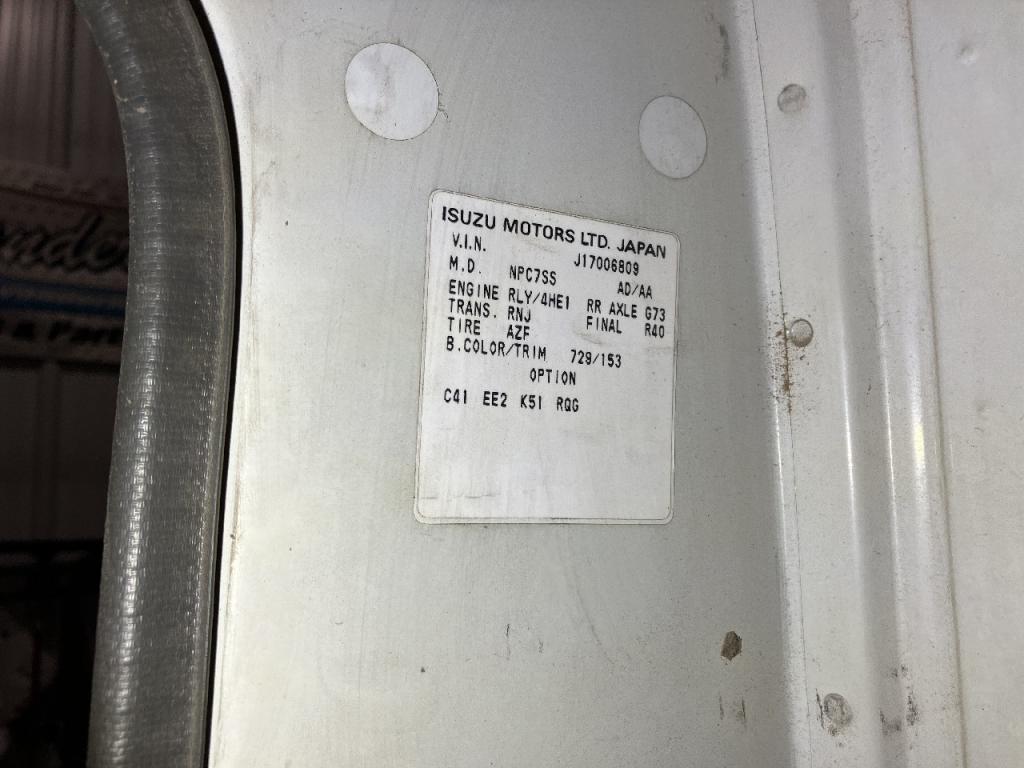 ISUZU MOTORS LTD. JAPAN
V.I.N. J17006809
M.D. NPC7SS AD/AA
ENGINE RLY/4HE1 RR AXLE G73
TRANS. RNJ FINAL R40
TIRE AZF
B.COLOR/TRIM 729/153
OPTION
C41 EE2 K51 RQG